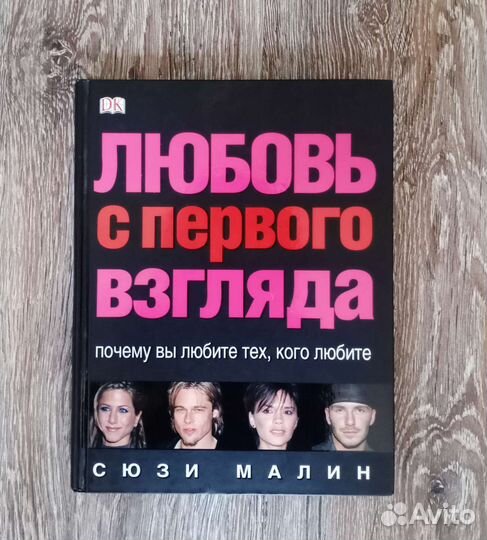 DK
ЛЮБОВЬ
с первого
взгляда
почему вы любите тех, кого любите
СЮЗИ МАЛИН
Avito